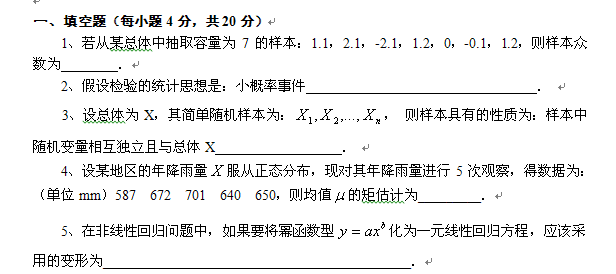 一、填空题（每小题 4 分，共 20 分）
1、若从某总体中抽取容量为 7 的样本：1.1，2.1，-2.1，1.2，0，-0.1，1.2，则样本众
数为_______．
2、假设检验的统计思想是：小概率事件_____________________________．
3、设总体为 X，其简单随机样本为：X₁,X₂,...,Xₙ， 则样本具有的性质为：样本中
随机变量相互独立且与总体 X________________．
4、设某地区的年降雨量 X 服从正态分布，现对其年降雨量进行 5 次观察，得数据为：
（单位 mm）587 672 701 640 650，则均值 μ 的矩估计为________．
5、在非线性回归问题中，如果要将幂函数型 y = axᵇ 化为一元线性回归方程，应该采
用的变形为_______________________________________．